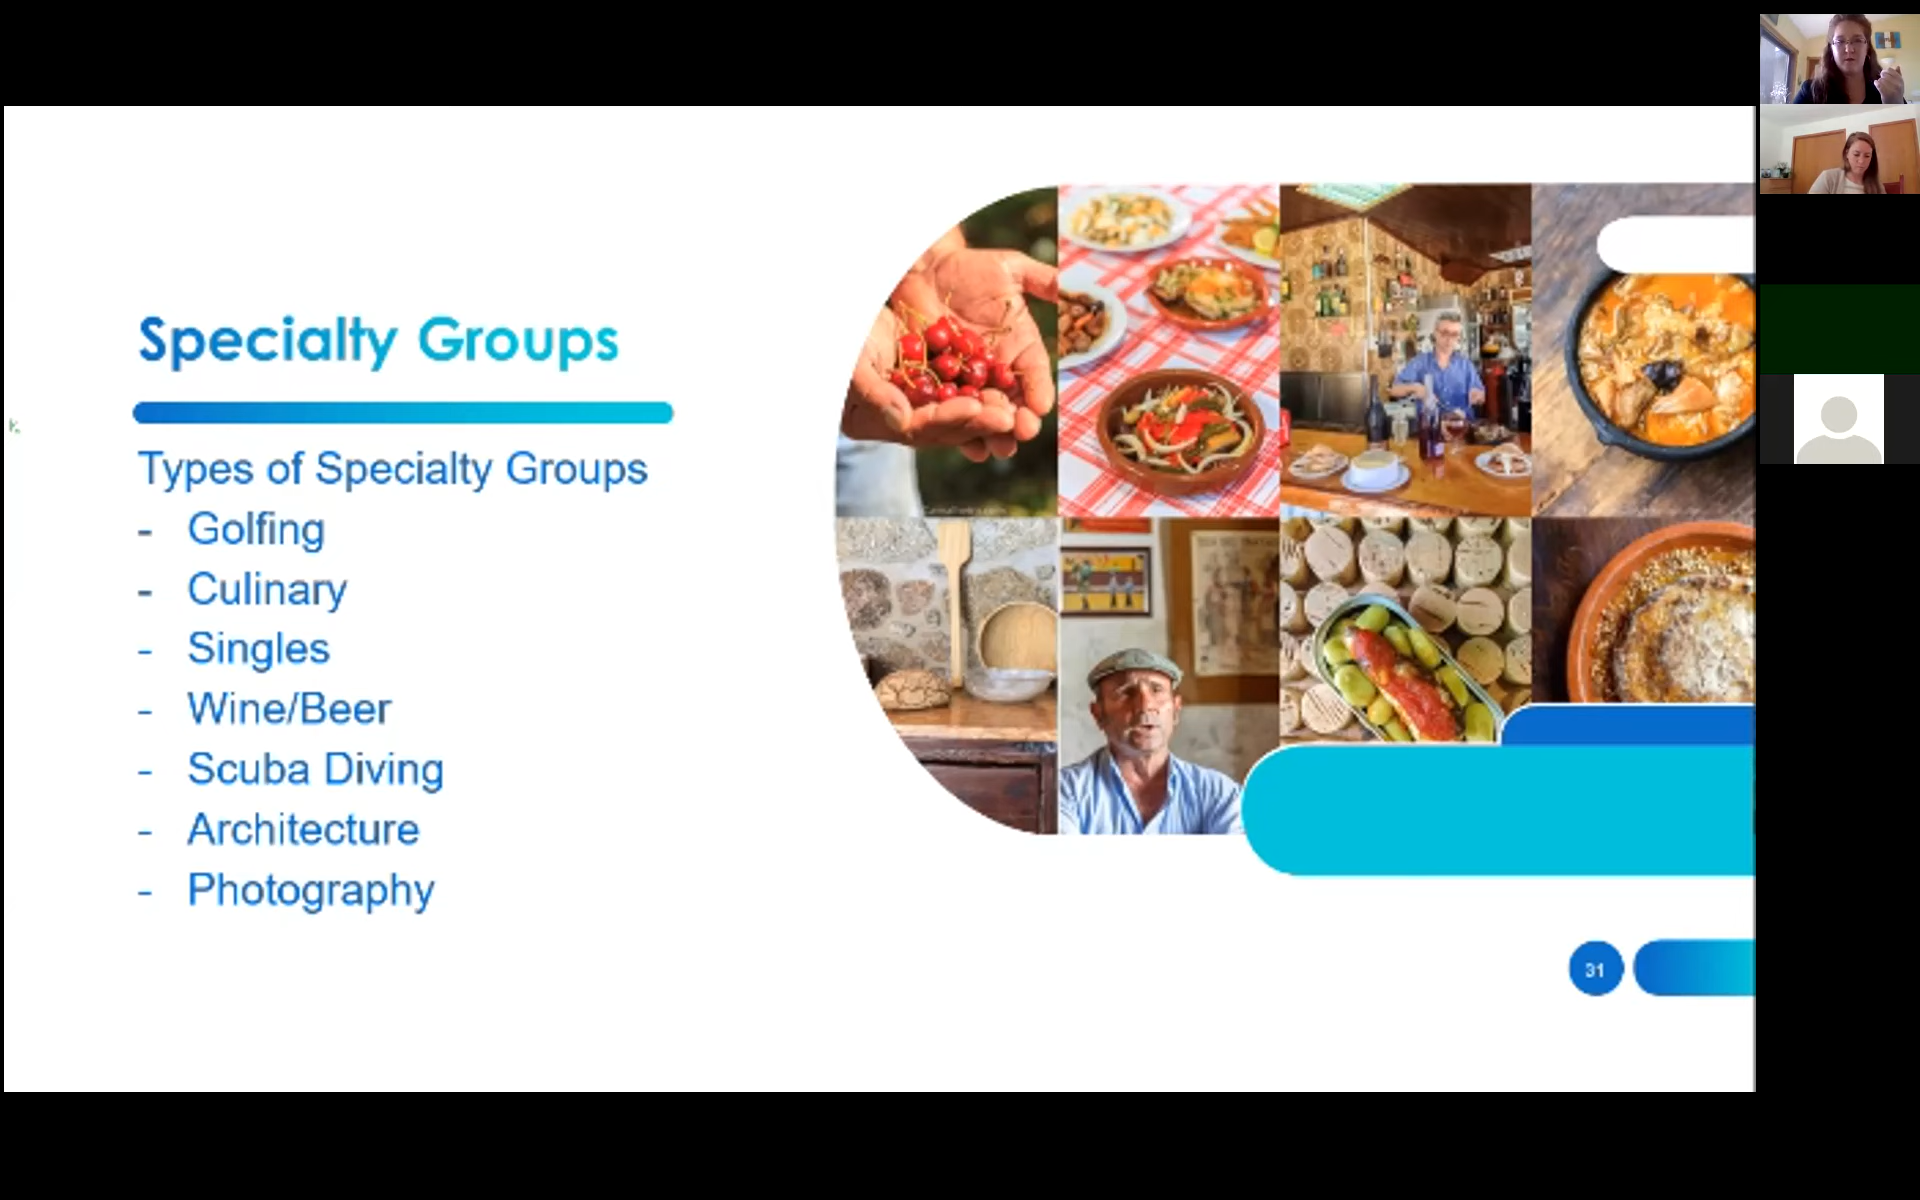 Specialty Groups
Types of Specialty Groups
- Golfing
- Culinary
- Singles
- Wine/Beer
- Scuba Diving
- Architecture
- Photography
31